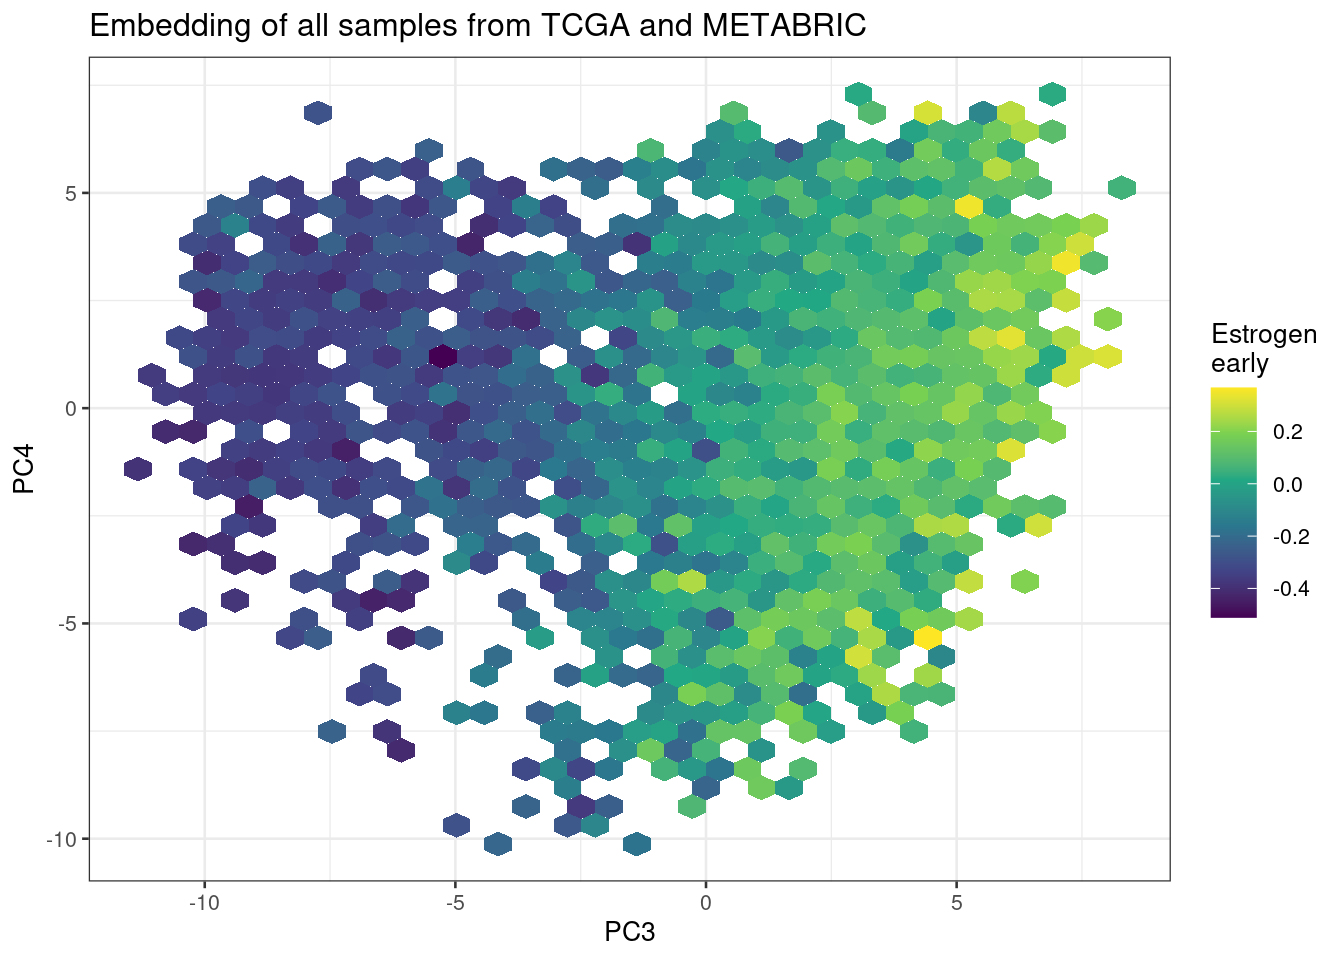 Embedding of all samples from TCGA and METABRIC
5
0
-5
-10
PC4
-10
-5
0
5
PC3
Estrogen
early
0.2
0.0
-0.2
-0.4